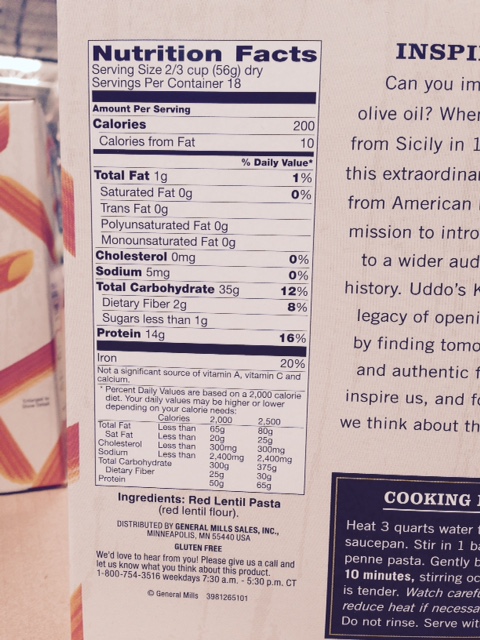 Nutrition Facts
Serving Size 2/3 cup (56g) dry
Servings Per Container 18
Amount Per Serving
Calories 200
Calories from Fat 10
% Daily Value*
Total Fat 1g 1%
Saturated Fat 0g 0%
Trans Fat 0g
Polyunsaturated Fat 0g
Monounsaturated Fat 0g
Cholesterol 0mg 0%
Sodium 5mg 0%
Total Carbohydrate 35g 12%
Dietary Fiber 2g 8%
Sugars less than 1g
Protein 14g 16%
Iron 20%
Not a significant source of vitamin A, vitamin C and
calcium.
* Percent Daily Values are based on a 2,000 calorie
diet. Your daily values may be higher or lower
depending on your calorie needs:
Calories 2,000 2,500
Total Fat Less than 65g 80g
Sat Fat Less than 20g 25g
Cholesterol Less than 300mg 300mg
Sodium Less than 2,400mg 2,400mg
Total Carbohydrate 300g 375g
Dietary Fiber 25g 30g
Protein 50g 65g
Ingredients: Red Lentil Pasta
(red lentil flour).
DISTRIBUTED BY GENERAL MILLS SALES, INC.,
MINNEAPOLIS, MN 55440 USA
GLUTEN FREE
We'd love to hear from you! Please give us a call and
let us know what you think about this product.
1-800-754-3516 weekdays 7:30 a.m. - 5:30 p.m. CT
© General Mills 3981265101
INSPI
Can you im
olive oil? Whe
from Sicily in 1
this extraordina
from American
mission to intro
to a wider aud
history. Uddo's K
legacy of openi
by finding tomo
and authentic f
inspire us, and fo
we think about th
COOKING
Heat 3 quarts water
saucepan. Stir in 1 b
penne pasta. Gently b
10 minutes, stirring oc
is tender. Watch caref
reduce heat if necessa
Do not rinse. Serve wit